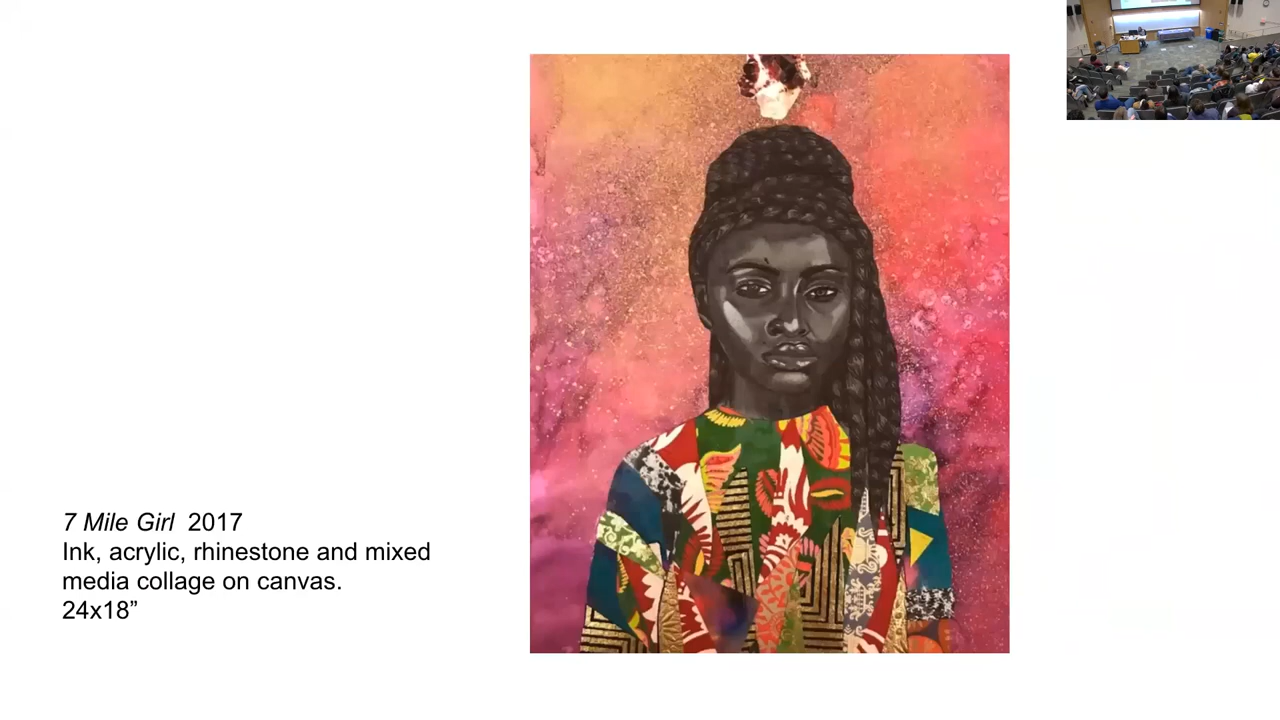 7 Mile Girl 2017
Ink, acrylic, rhinestone and mixed
media collage on canvas.
24x18”